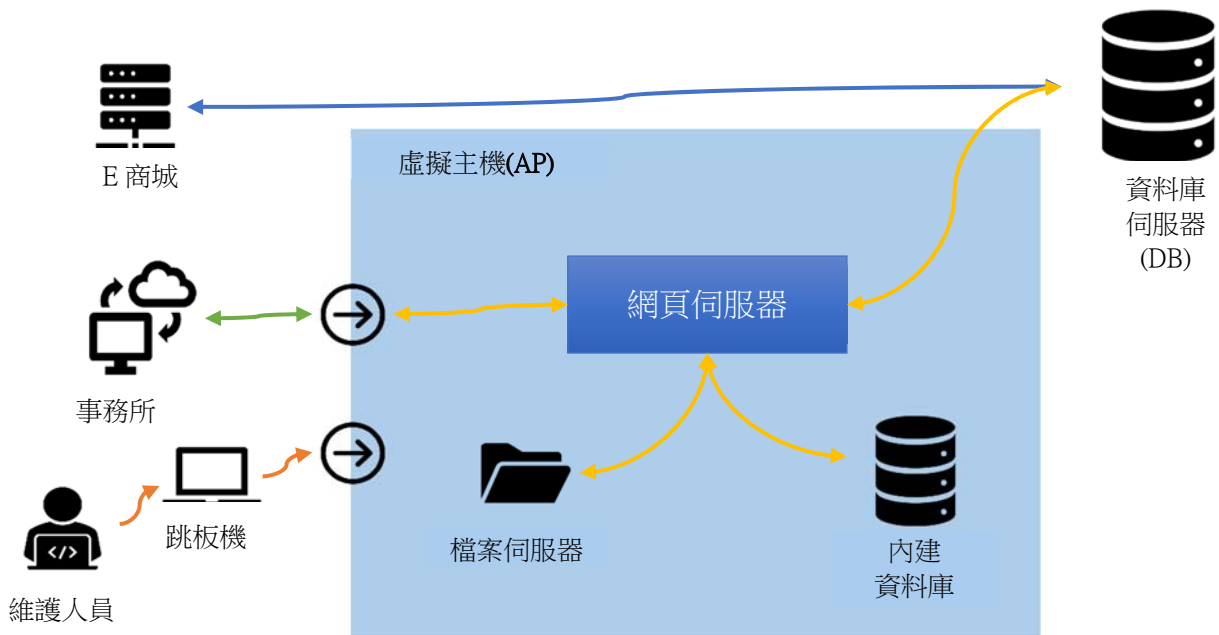 E 商城
虛擬主機(AP)
資料庫
伺服器
(DB)
網頁伺服器
事務所
跳板機
維護人員
檔案伺服器
內建
資料庫